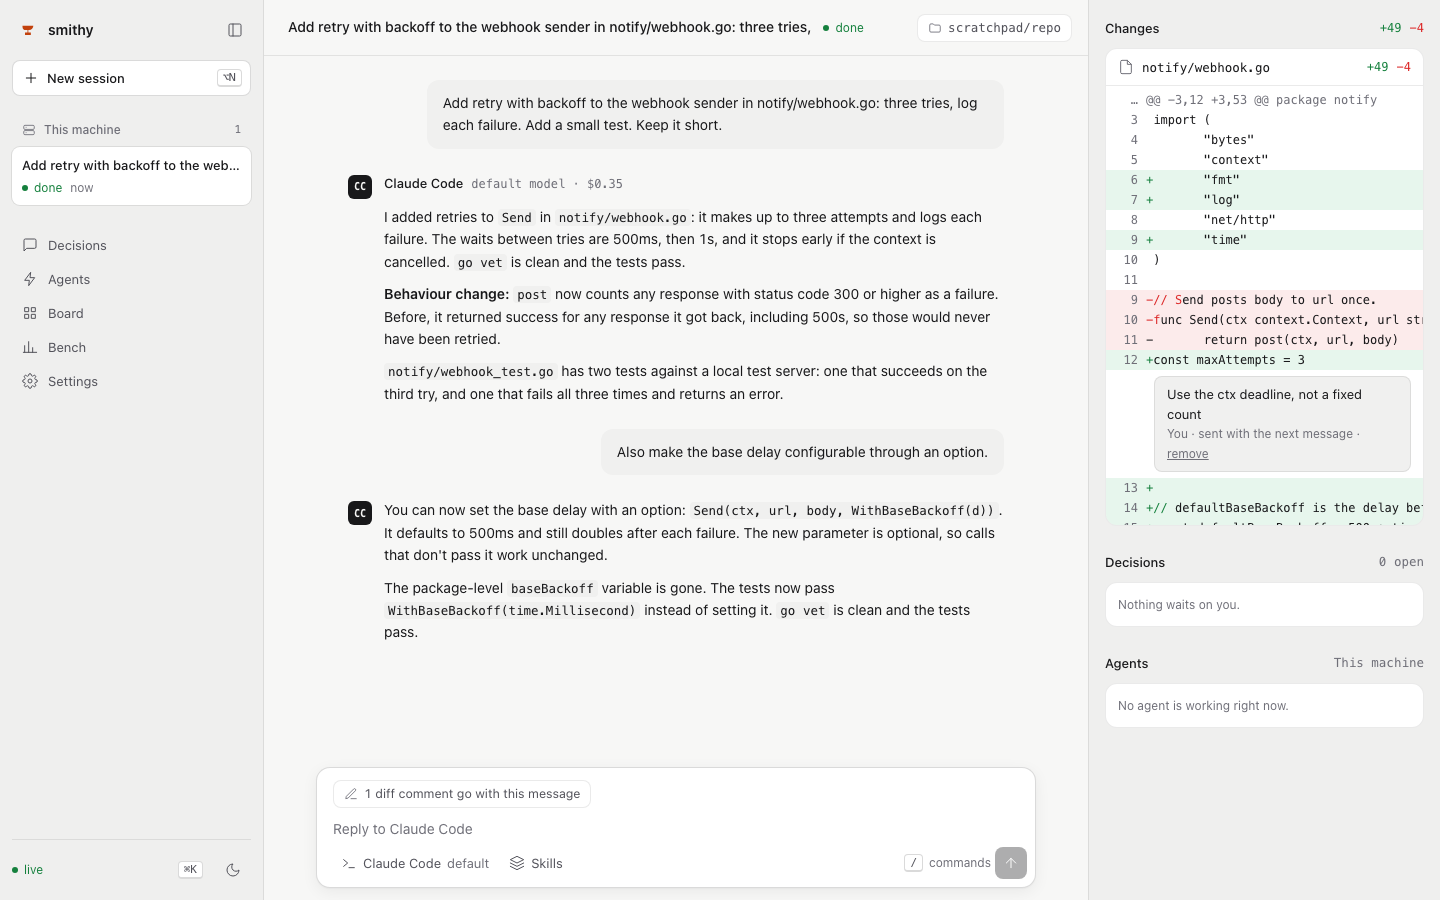 smithy
New session
⌥N
This machine
1
Add retry with backoff to the web...
done now
Decisions
Agents
Board
Bench
Settings
live
⌘K
Add retry with backoff to the webhook sender in notify/webhook.go: three tries,
done
scratchpad/repo
Add retry with backoff to the webhook sender in notify/webhook.go: three tries, log
each failure. Add a small test. Keep it short.
CC
Claude Code default model · $0.35
I added retries to Send in notify/webhook.go: it makes up to three attempts and logs each
failure. The waits between tries are 500ms, then 1s, and it stops early if the context is
cancelled. go vet is clean and the tests pass.
Behaviour change: post now counts any response with status code 300 or higher as a failure.
Before, it returned success for any response it got back, including 500s, so those would never
have been retried.
notify/webhook_test.go has two tests against a local test server: one that succeeds on the
third try, and one that fails all three times and returns an error.
Also make the base delay configurable through an option.
CC
You can now set the base delay with an option: Send(ctx, url, body, WithBaseBackoff(d)).
It defaults to 500ms and still doubles after each failure. The new parameter is optional, so calls
that don't pass it work unchanged.
The package-level baseBackoff variable is gone. The tests now pass
WithBaseBackoff(time.Millisecond) instead of setting it. go vet is clean and the tests
pass.
1 diff comment go with this message
Reply to Claude Code
Claude Code default
Skills
/ commands
Changes
+49 −4
notify/webhook.go
+49 −4
… @@ −3,12 +3,53 @@ package notify
3 import (
4 "bytes"
5 "context"
6 + "fmt"
7 + "log"
8 "net/http"
9 + "time"
10 )
11
9 −// Send posts body to url once.
10 −func Send(ctx context.Context, url str
11 − return post(ctx, url, body)
12 +const maxAttempts = 3
Use the ctx deadline, not a fixed
count
You · sent with the next message ·
remove
13 +
14 +// defaultBaseBackoff is the delay bef
Decisions
0 open
Nothing waits on you.
Agents
This machine
No agent is working right now.